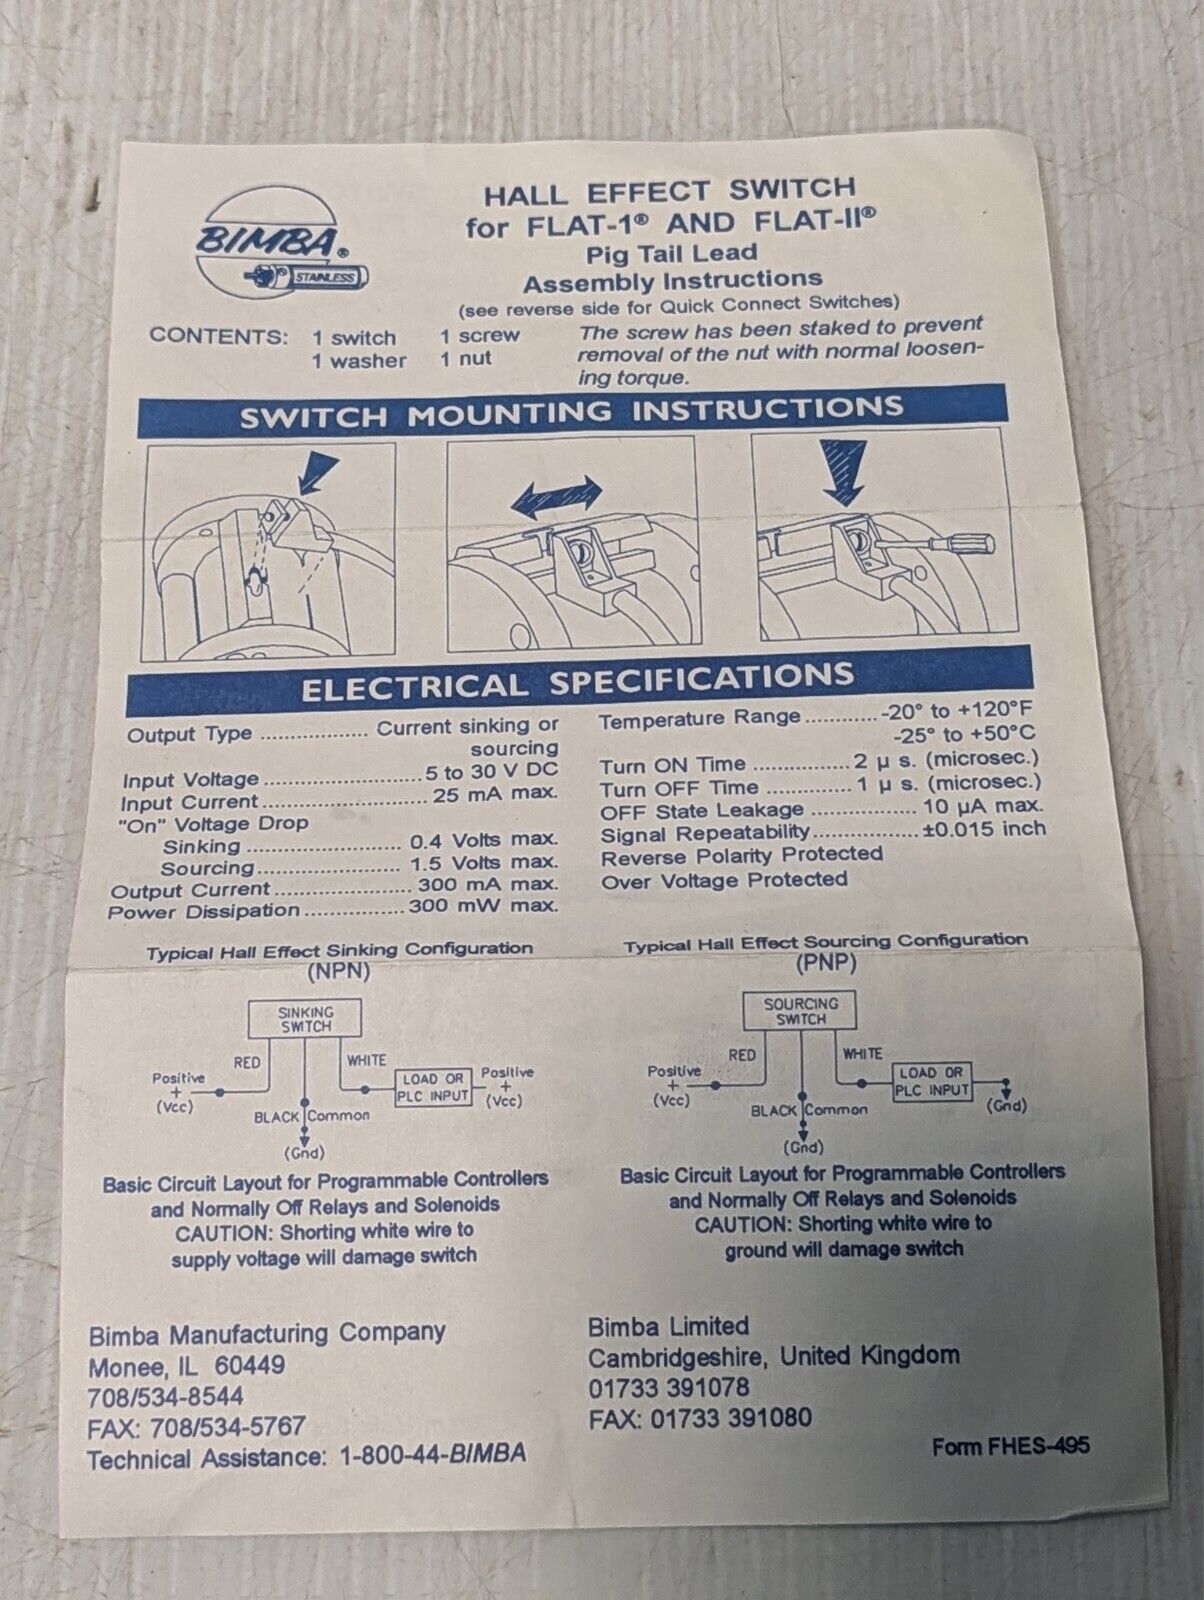 BIMBA®
STAINLESS
HALL EFFECT SWITCH
for FLAT-1® AND FLAT-II®
Pig Tail Lead
Assembly Instructions
(see reverse side for Quick Connect Switches)
CONTENTS: 1 switch 1 screw
1 washer 1 nut
The screw has been staked to prevent
removal of the nut with normal loosen-
ing torque.
SWITCH MOUNTING INSTRUCTIONS
ELECTRICAL SPECIFICATIONS
Output Type .................. Current sinking or
sourcing
Input Voltage .......................... 5 to 30 V DC
Input Current ........................... 25 mA max.
"On" Voltage Drop
Sinking .......................... 0.4 Volts max.
Sourcing ........................ 1.5 Volts max.
Output Current ....................... 300 mA max.
Power Dissipation ................. 300 mW max.
Temperature Range ............ -20° to +120°F
-25° to +50°C
Turn ON Time ................ 2 µ s. (microsec.)
Turn OFF Time .............. 1 µ s. (microsec.)
OFF State Leakage .................. 10 µA max.
Signal Repeatability .................. ±0.015 inch
Reverse Polarity Protected
Over Voltage Protected
Typical Hall Effect Sinking Configuration
(NPN)
SINKING
SWITCH
RED
WHITE
Positive
+
(Vcc)
LOAD OR
PLC INPUT
Positive
+
(Vcc)
BLACK Common
(Gnd)
Basic Circuit Layout for Programmable Controllers
and Normally Off Relays and Solenoids
CAUTION: Shorting white wire to
supply voltage will damage switch
Typical Hall Effect Sourcing Configuration
(PNP)
SOURCING
SWITCH
RED
WHITE
Positive
+
(Vcc)
LOAD OR
PLC INPUT
(Gnd)
BLACK Common
(Gnd)
Basic Circuit Layout for Programmable Controllers
and Normally Off Relays and Solenoids
CAUTION: Shorting white wire to
ground will damage switch
Bimba Manufacturing Company
Monee, IL 60449
708/534-8544
FAX: 708/534-5767
Technical Assistance: 1-800-44-BIMBA
Bimba Limited
Cambridgeshire, United Kingdom
01733 391078
FAX: 01733 391080
Form FHES-495